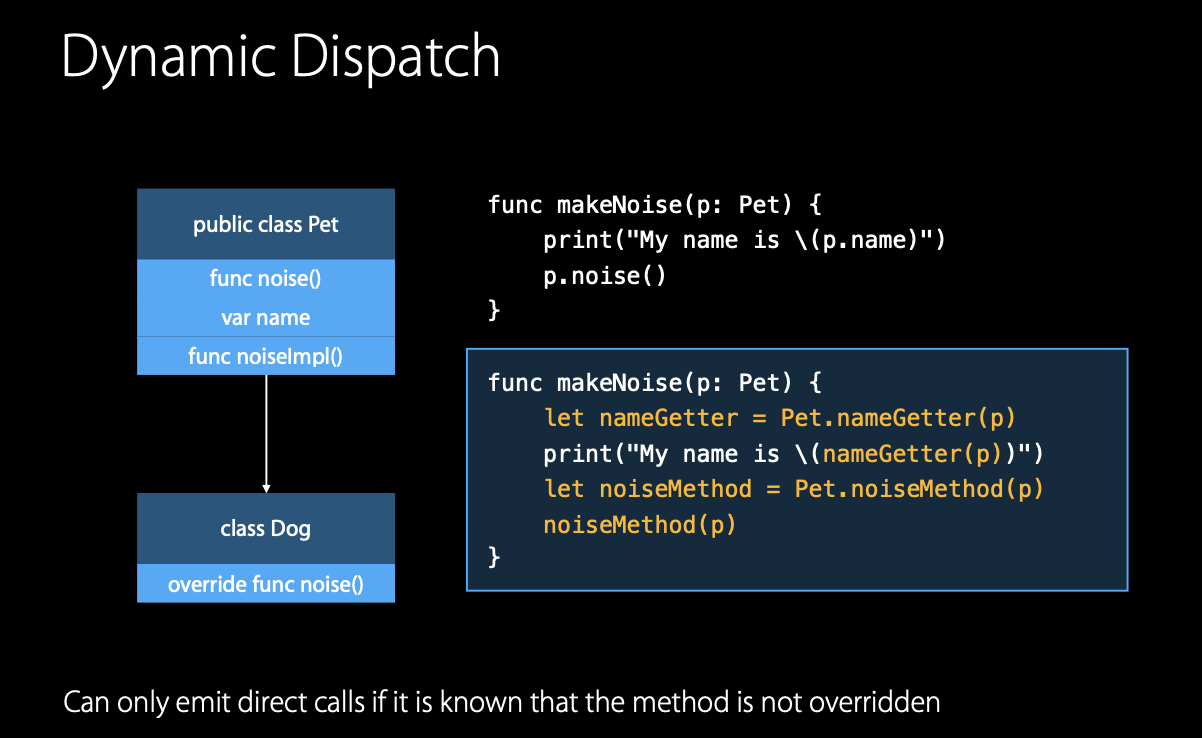 Dynamic Dispatch
public class Pet
func noise()
var name
func noiseImpl()
class Dog
override func noise()
func makeNoise(p: Pet) {
    print("My name is \(p.name)")
    p.noise()
}
func makeNoise(p: Pet) {
    let nameGetter = Pet.nameGetter(p)
    print("My name is \(nameGetter(p))")
    let noiseMethod = Pet.noiseMethod(p)
    noiseMethod(p)
}
Can only emit direct calls if it is known that the method is not overridden